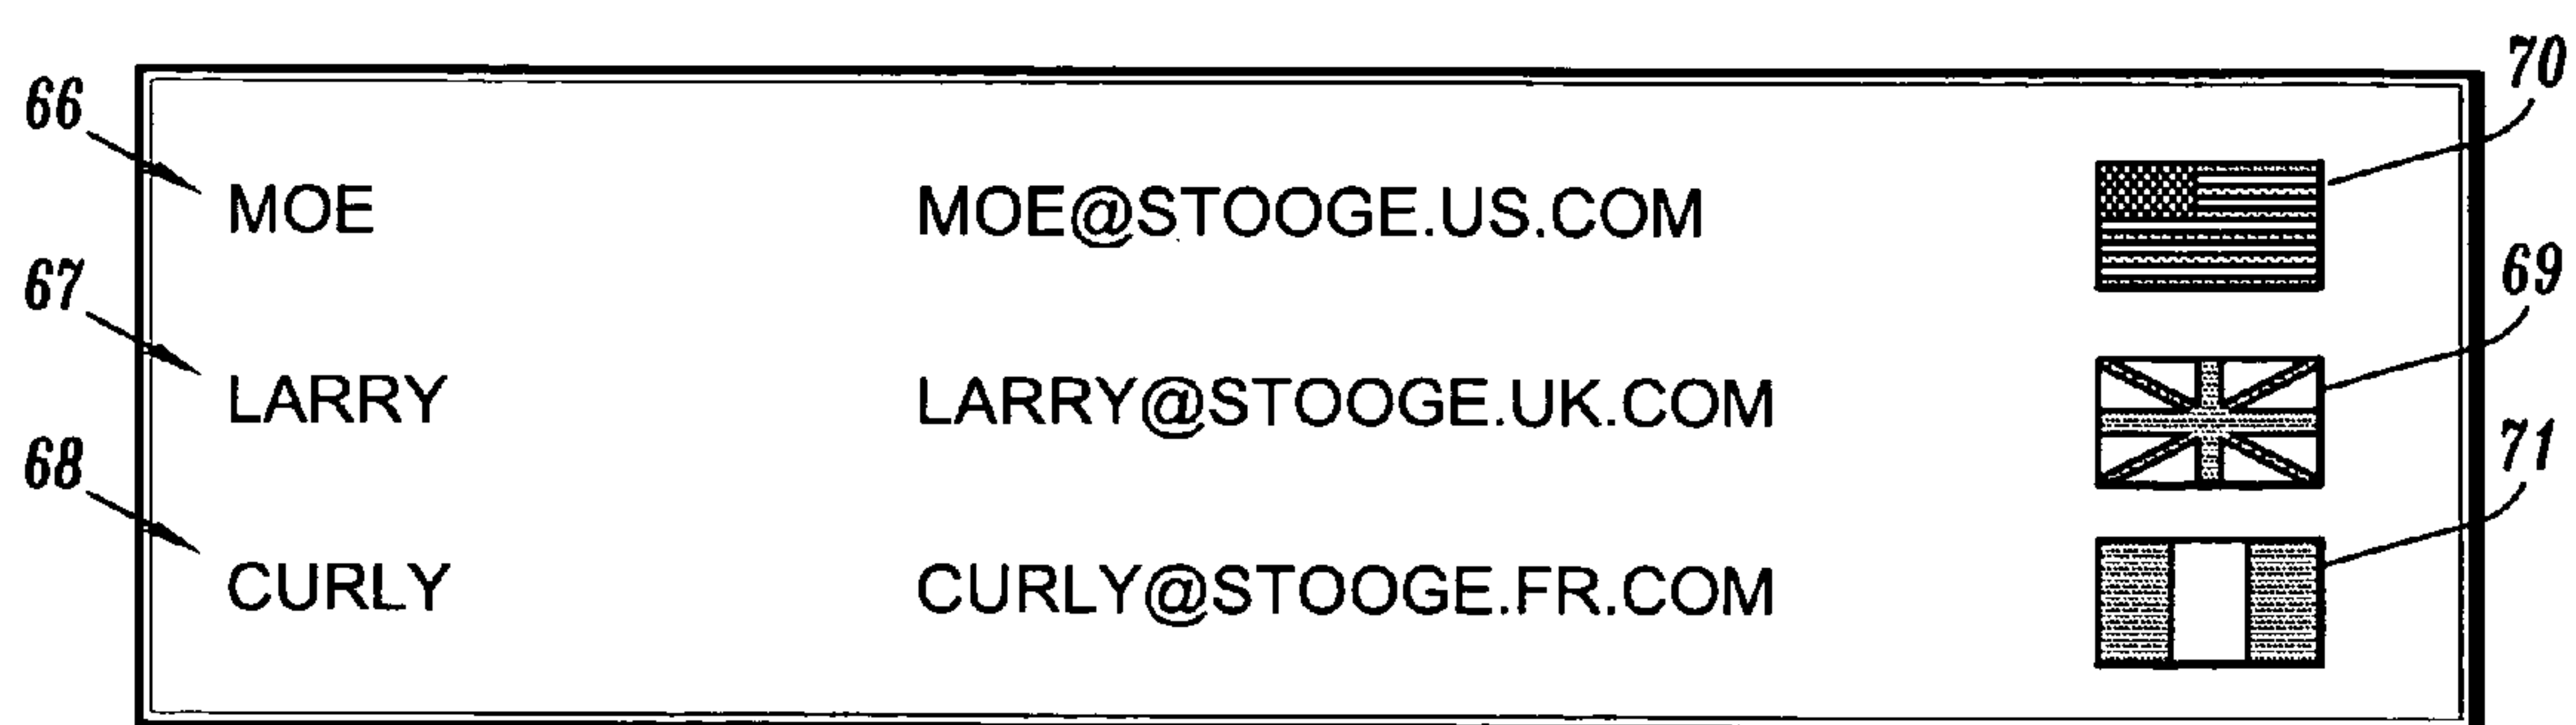 70
66
MOE MOE@STOOGE.US.COM
67
69
LARRY LARRY@STOOGE.UK.COM
68
71
CURLY CURLY@STOOGE.FR.COM